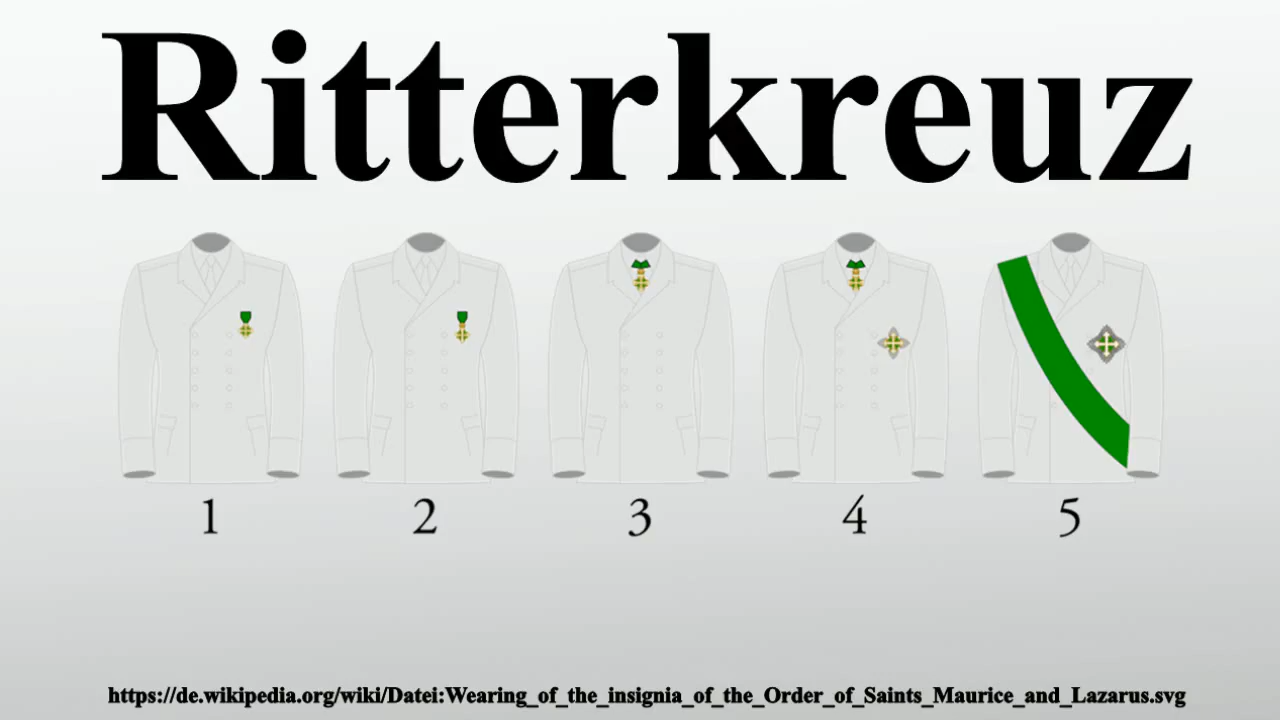 Ritterkreuz
1 2 3 4 5
https://de.wikipedia.org/wiki/Datei:Wearing_of_the_insignia_of_the_Order_of_Saints_Maurice_and_Lazarus.svg